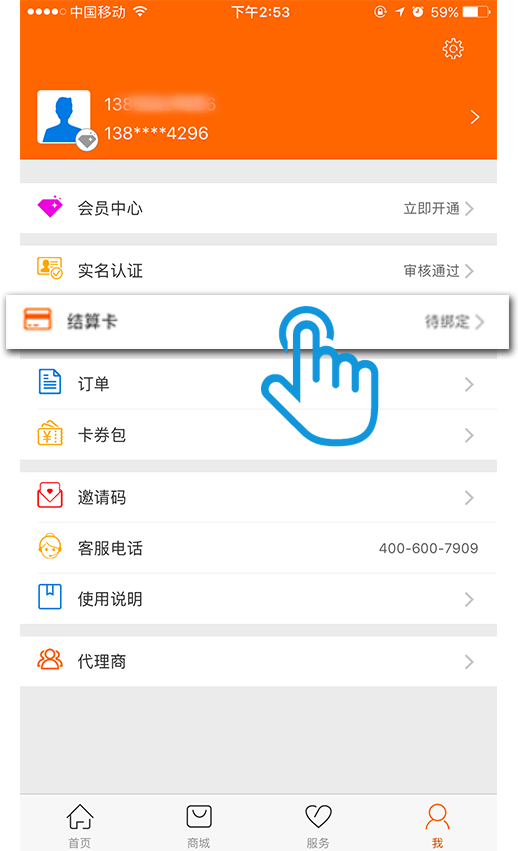 中国移动 下午2:53 59%
138****4296
会员中心 立即开通
实名认证 审核通过
结算卡 待绑定
订单
卡券包
邀请码
客服电话 400-600-7909
使用说明
代理商
首页 商城 服务 我